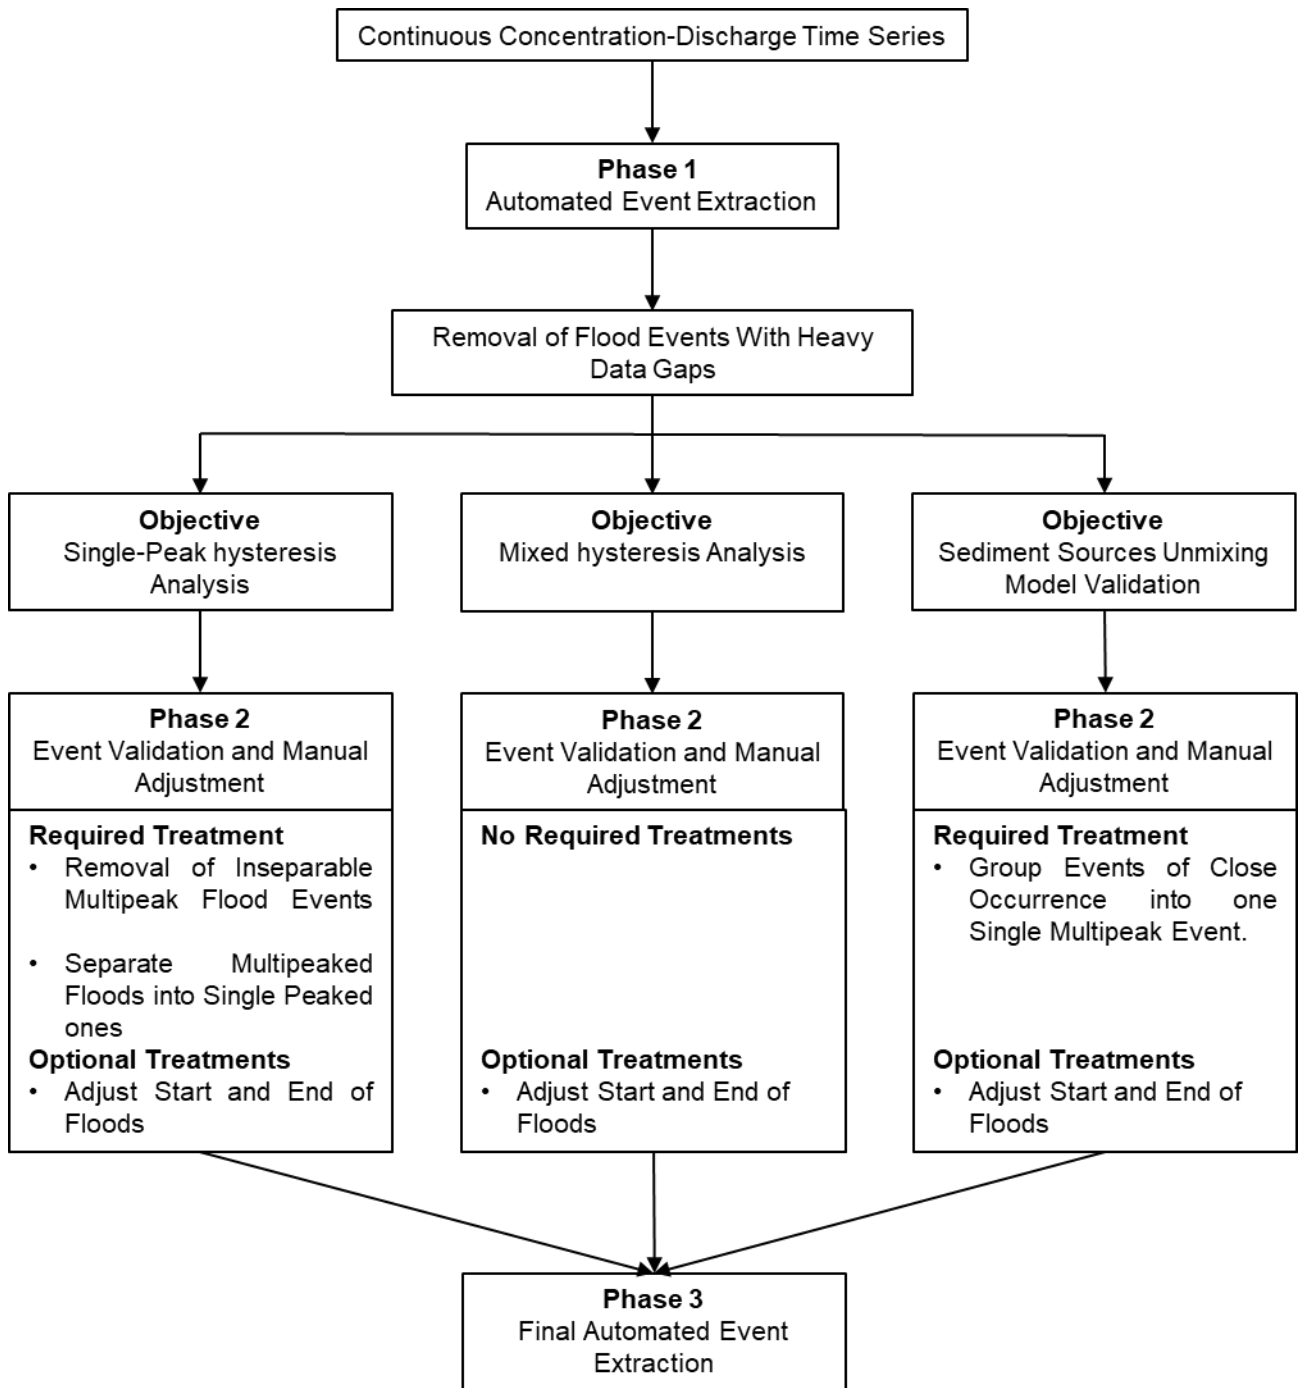 Continuous Concentration-Discharge Time Series
Phase 1
Automated Event Extraction
Removal of Flood Events With Heavy
Data Gaps
Objective
Single-Peak hysteresis
Analysis
Objective
Mixed hysteresis Analysis
Objective
Sediment Sources Unmixing
Model Validation
Phase 2
Event Validation and Manual
Adjustment
Required Treatment
• Removal of Inseparable
Multipeak Flood Events
• Separate Multipeaked
Floods into Single Peaked
ones
Optional Treatments
• Adjust Start and End of
Floods
Phase 2
Event Validation and Manual
Adjustment
No Required Treatments
Optional Treatments
• Adjust Start and End of
Floods
Phase 2
Event Validation and Manual
Adjustment
Required Treatment
• Group Events of Close
Occurrence into one
Single Multipeak Event.
Optional Treatments
• Adjust Start and End of
Floods
Phase 3
Final Automated Event
Extraction